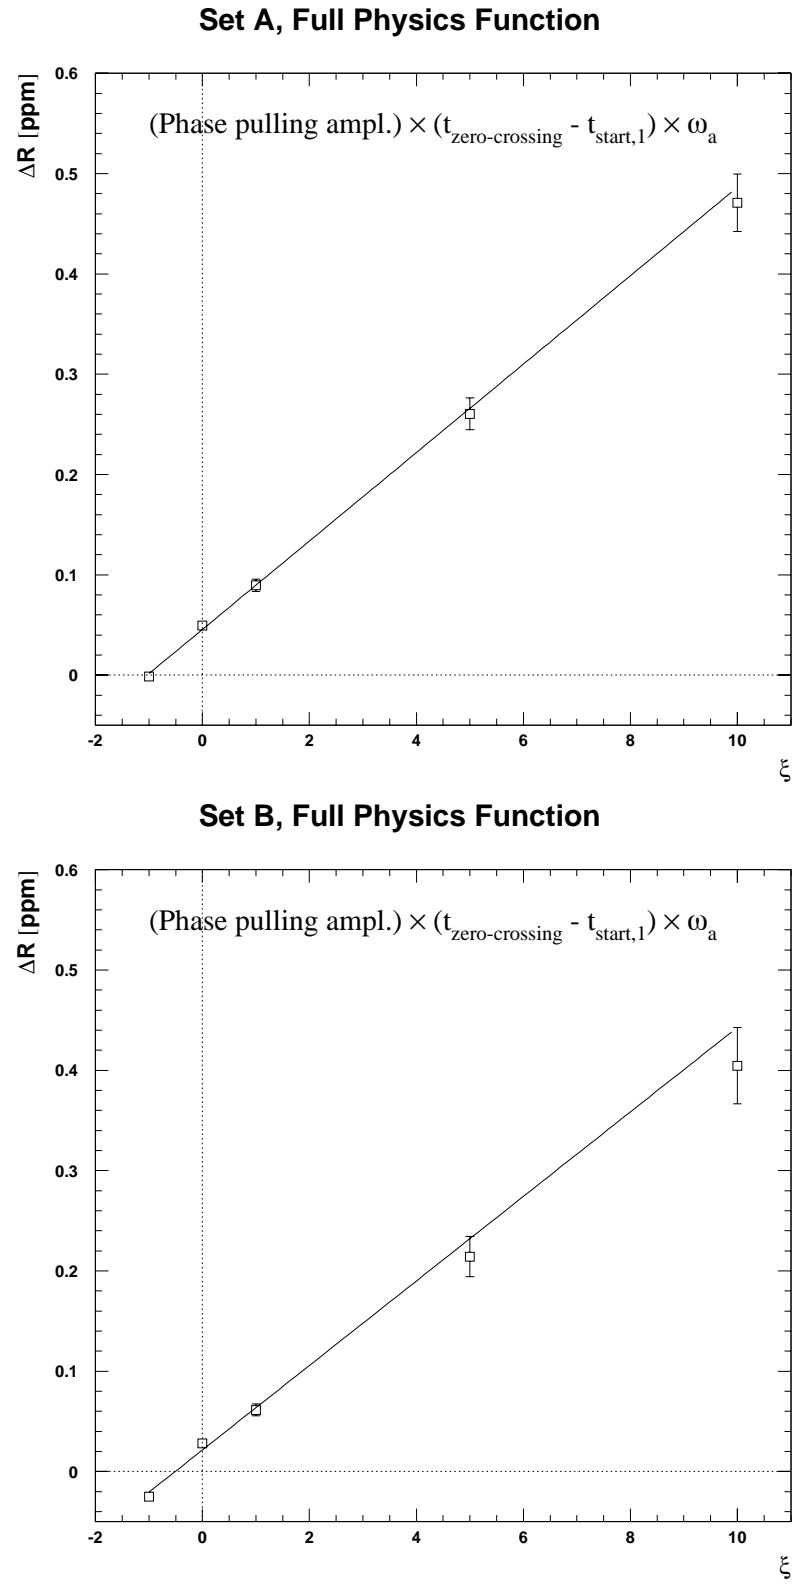 Set A, Full Physics Function
ΔR [ppm]
0.6
(Phase pulling ampl.) × (t_zero-crossing - t_start,1) × ω_a
0.5
0.4
0.3
0.2
0.1
0
-2 0 2 4 6 8 10
ξ
Set B, Full Physics Function
ΔR [ppm]
0.6
(Phase pulling ampl.) × (t_zero-crossing - t_start,1) × ω_a
0.5
0.4
0.3
0.2
0.1
0
-2 0 2 4 6 8 10
ξ